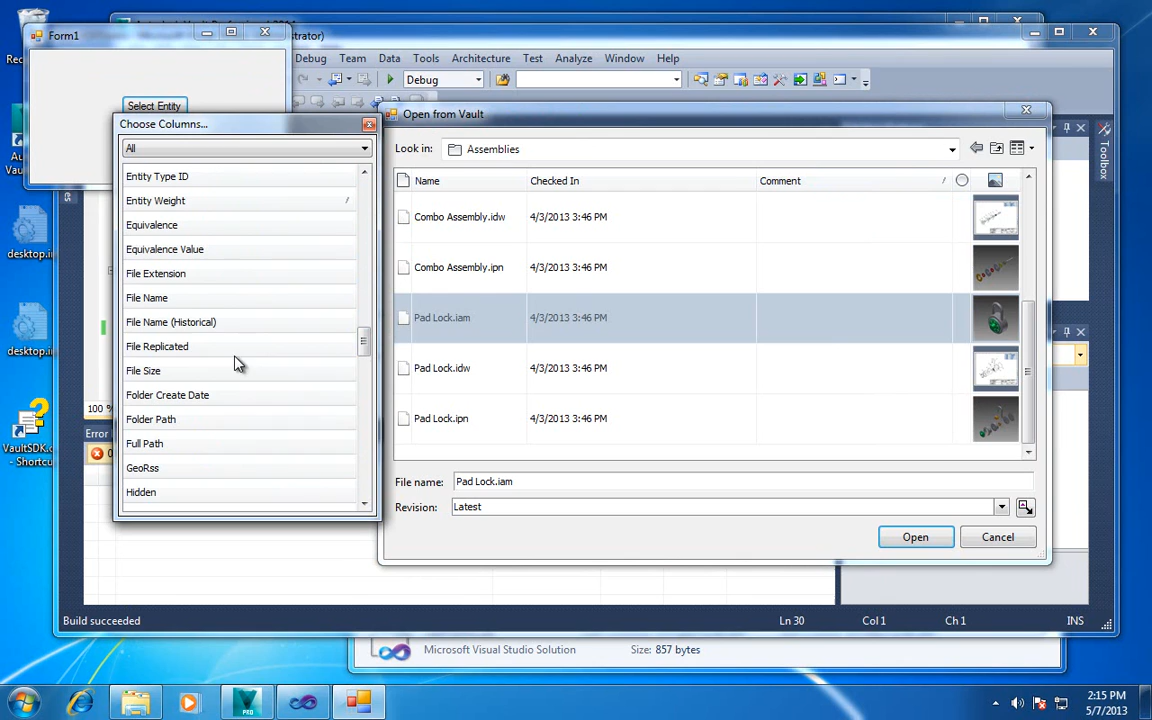 Form1
Debug Team Data Tools Architecture Test Analyze Window Help
Debug
Select Entity
Choose Columns...
All
Entity Type ID
Entity Weight
Equivalence
Equivalence Value
File Extension
File Name
File Name (Historical)
File Replicated
File Size
Folder Create Date
Folder Path
Full Path
GeoRss
Hidden
Open from Vault
Look in: Assemblies
Name Checked In Comment
Combo Assembly.idw 4/3/2013 3:46 PM
Combo Assembly.ipn 4/3/2013 3:46 PM
Pad Lock.iam 4/3/2013 3:46 PM
Pad Lock.idw 4/3/2013 3:46 PM
Pad Lock.ipn 4/3/2013 3:46 PM
File name: Pad Lock.iam
Revision: Latest
Open Cancel
Toolbox
100 %
Error
Build succeeded Ln 30 Col 1 Ch 1 INS
Microsoft Visual Studio Solution Size: 857 bytes
desktop.in
desktop.in
VaultSDK.c
- Shortcu
PRO
2:15 PM
5/7/2013